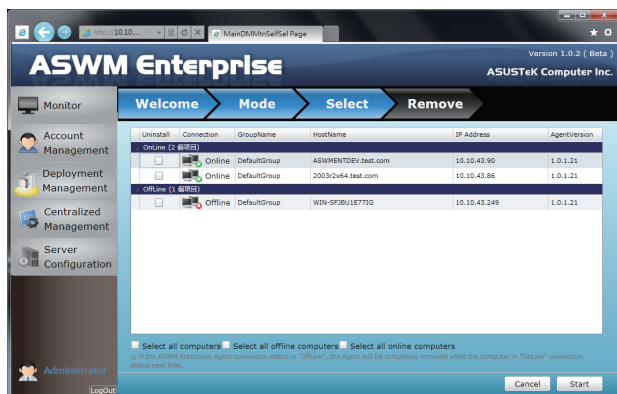 http://10.10...
MainDMMtnSelfSel Page
Version 1.0.2 ( Beta )
ASWM Enterprise
ASUSTeK Computer Inc.
Monitor
Account
Management
Deployment
Management
Centralized
Management
Server
Configuration
Administrator
LogOut
Welcome
Mode
Select
Remove
Uninstall Connection GroupName HostName IP Address AgentVersion
OnLine (2 個項目)
Online DefaultGroup ASWMENTDEV.test.com 10.10.43.90 1.0.1.21
Online DefaultGroup 2003r2x64.test.com 10.10.43.86 1.0.1.21
OffLine (1 個項目)
Offline DefaultGroup WIN-SFJBU1E77IG 10.10.43.249 1.0.1.21
Select all computers Select all offline computers Select all online computers
If the ASWM Enterprise Agent connection status is "OffLine", the Agent will be completely removed while the computer in "OnLine" connection
status next time.
Cancel
Start